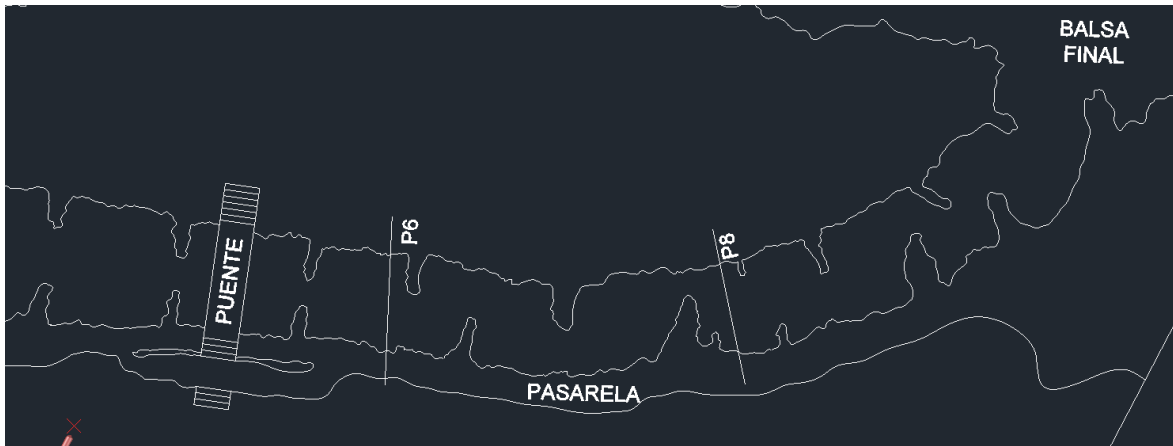 BALSA
FINAL
P6
P8
PUENTE
PASARELA